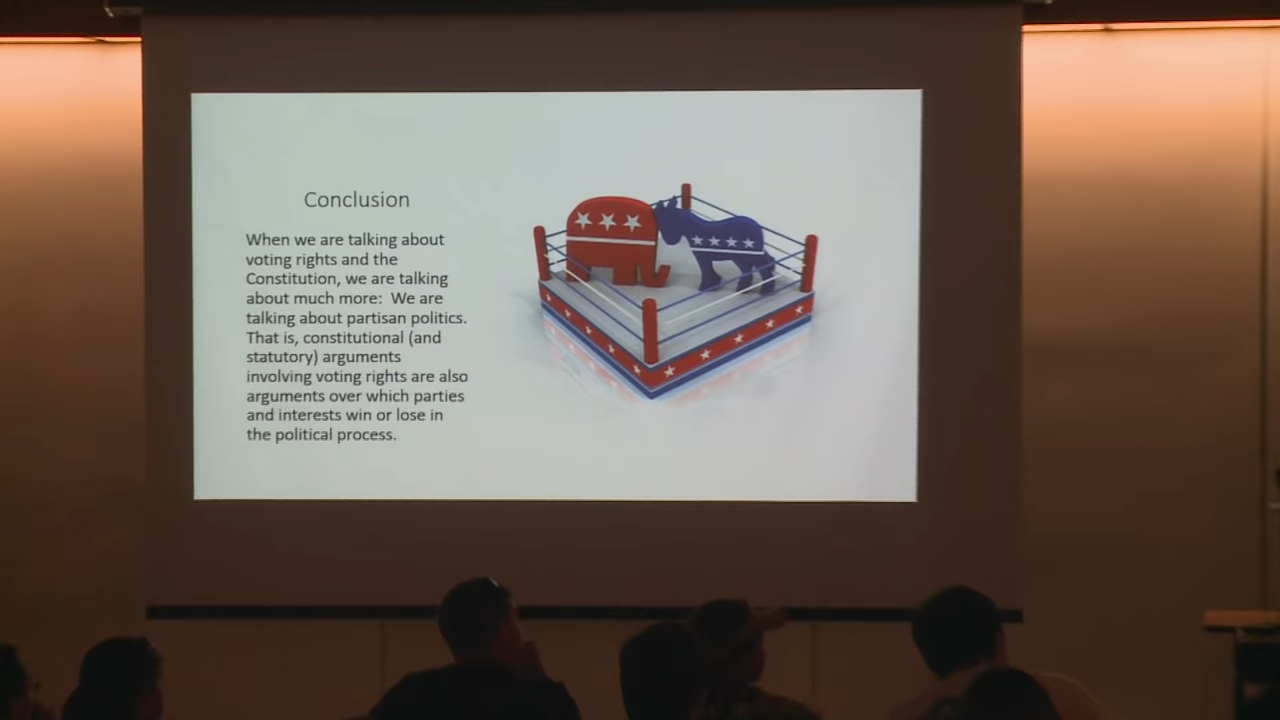 Conclusion
When we are talking about
voting rights and the
Constitution, we are talking
about much more:  We are
talking about partisan politics.
That is, constitutional (and
statutory) arguments
involving voting rights are also
arguments over which parties
and interests win or lose in
the political process.